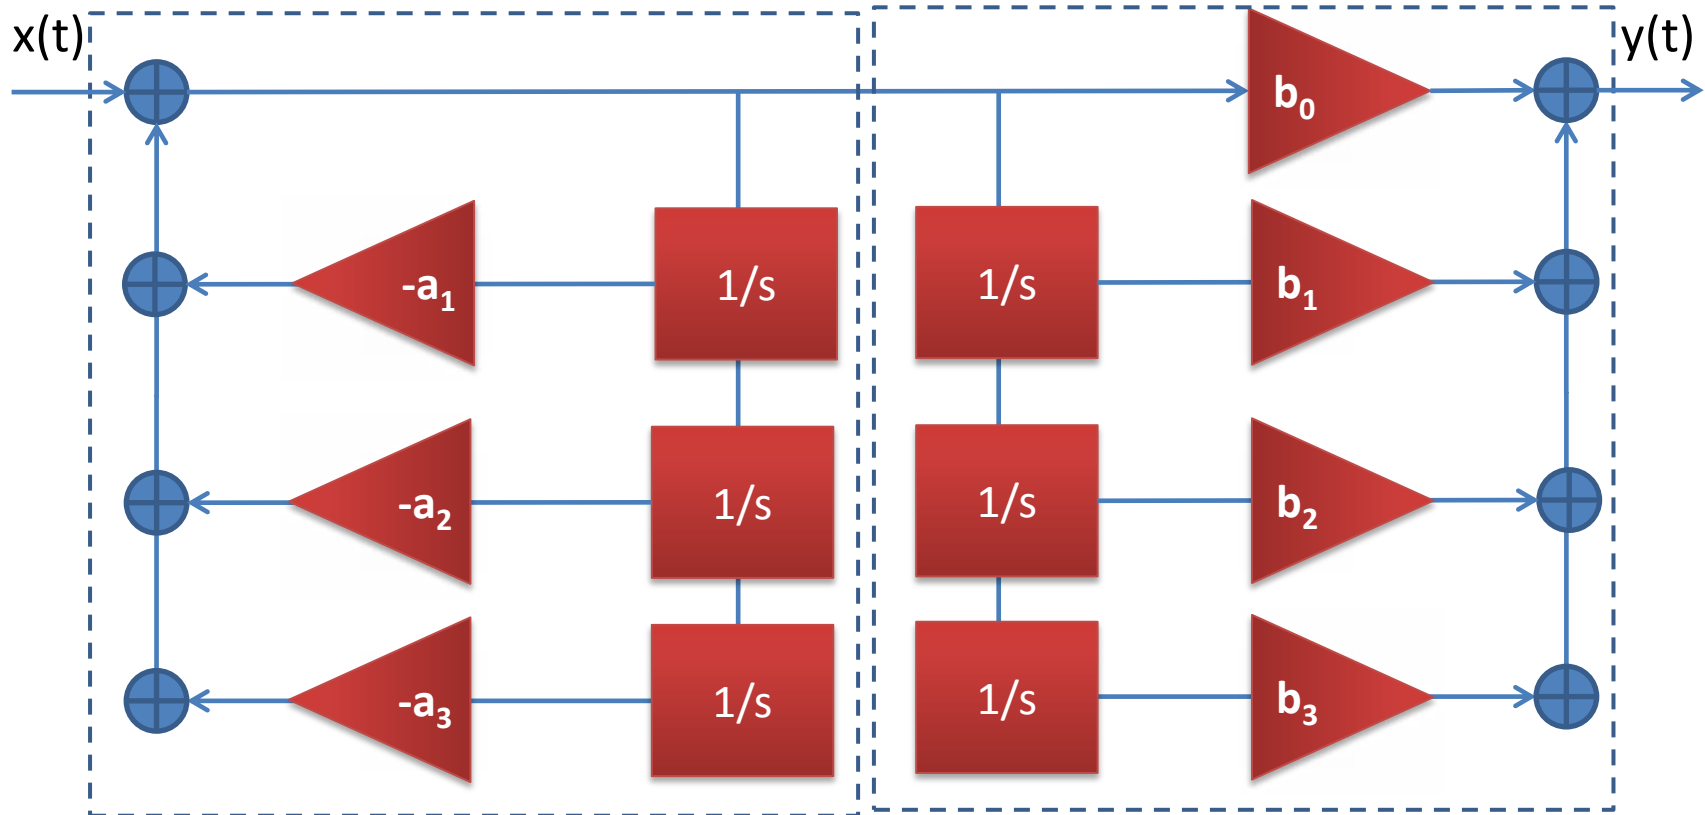 x(t)
y(t)
b₀
-a₁
1/s
1/s
b₁
-a₂
1/s
1/s
b₂
-a₃
1/s
1/s
b₃